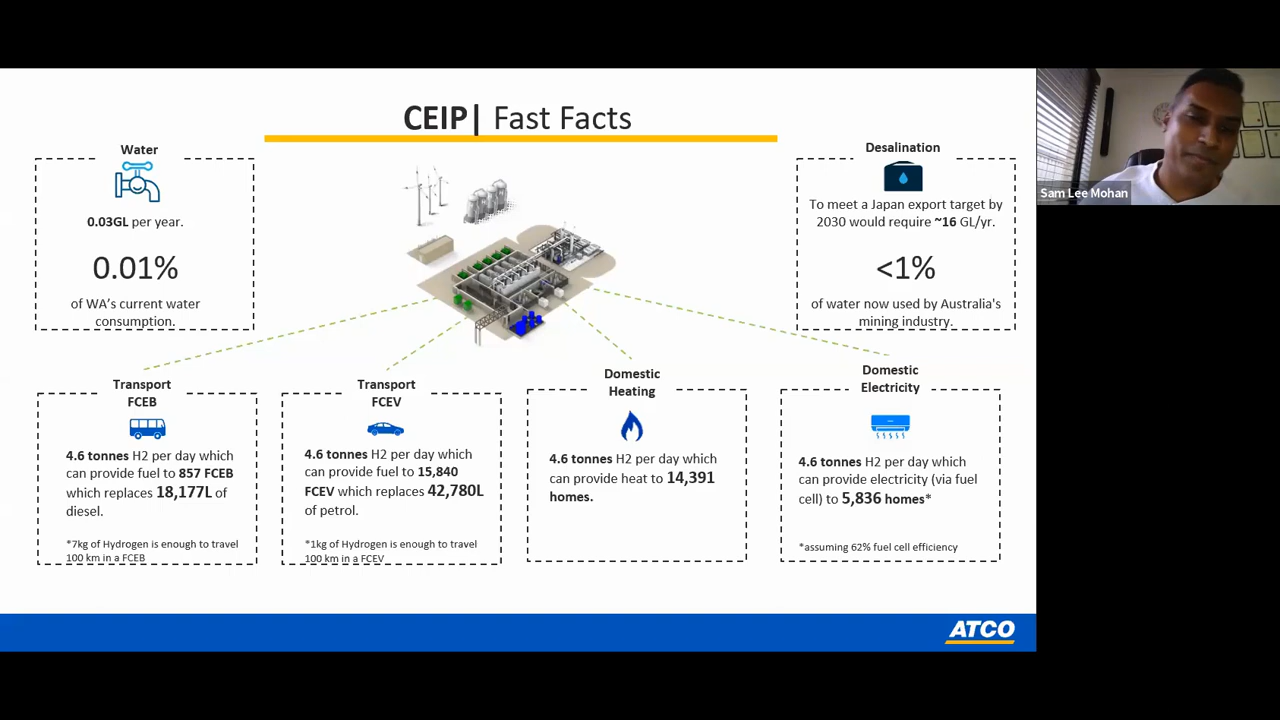 CEIP| Fast Facts
Water
0.03GL per year.
0.01%
of WA's current water
consumption.
Desalination
To meet a Japan export target by
2030 would require ~16 GL/yr.
<1%
of water now used by Australia's
mining industry.
Sam Lee Mohan
Transport
FCEB
4.6 tonnes H2 per day which
can provide fuel to 857 FCEB
which replaces 18,177L of
diesel.
*7kg of Hydrogen is enough to travel
100 km in a FCEB
Transport
FCEV
4.6 tonnes H2 per day which
can provide fuel to 15,840
FCEV which replaces 42,780L
of petrol.
*1kg of Hydrogen is enough to travel
100 km in a FCEV
Domestic
Heating
4.6 tonnes H2 per day which
can provide heat to 14,391
homes.
Domestic
Electricity
4.6 tonnes H2 per day which
can provide electricity (via fuel
cell) to 5,836 homes*
*assuming 62% fuel cell efficiency
ATCO